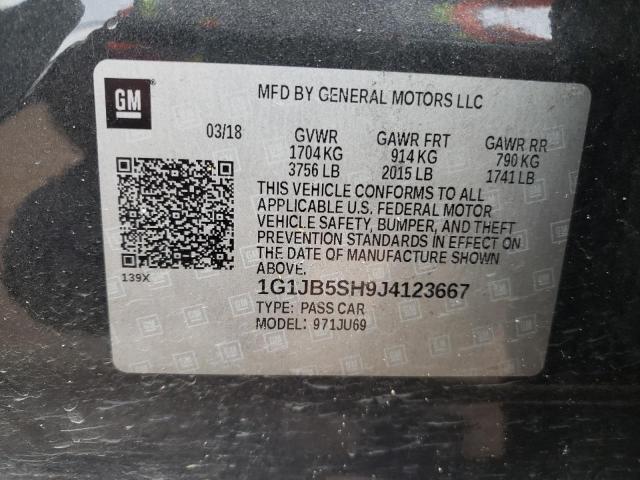 GM
MFD BY GENERAL MOTORS LLC
03/18 GVWR GAWR FRT GAWR RR
1704 KG 914 KG 790 KG
3756 LB 2015 LB 1741 LB
THIS VEHICLE CONFORMS TO ALL
APPLICABLE U.S. FEDERAL MOTOR
VEHICLE SAFETY, BUMPER, AND THEFT
PREVENTION STANDARDS IN EFFECT ON
THE DATE OF MANUFACTURE SHOWN
ABOVE.
139X
1G1JB5SH9J4123667
TYPE: PASS CAR
MODEL: 971JU69